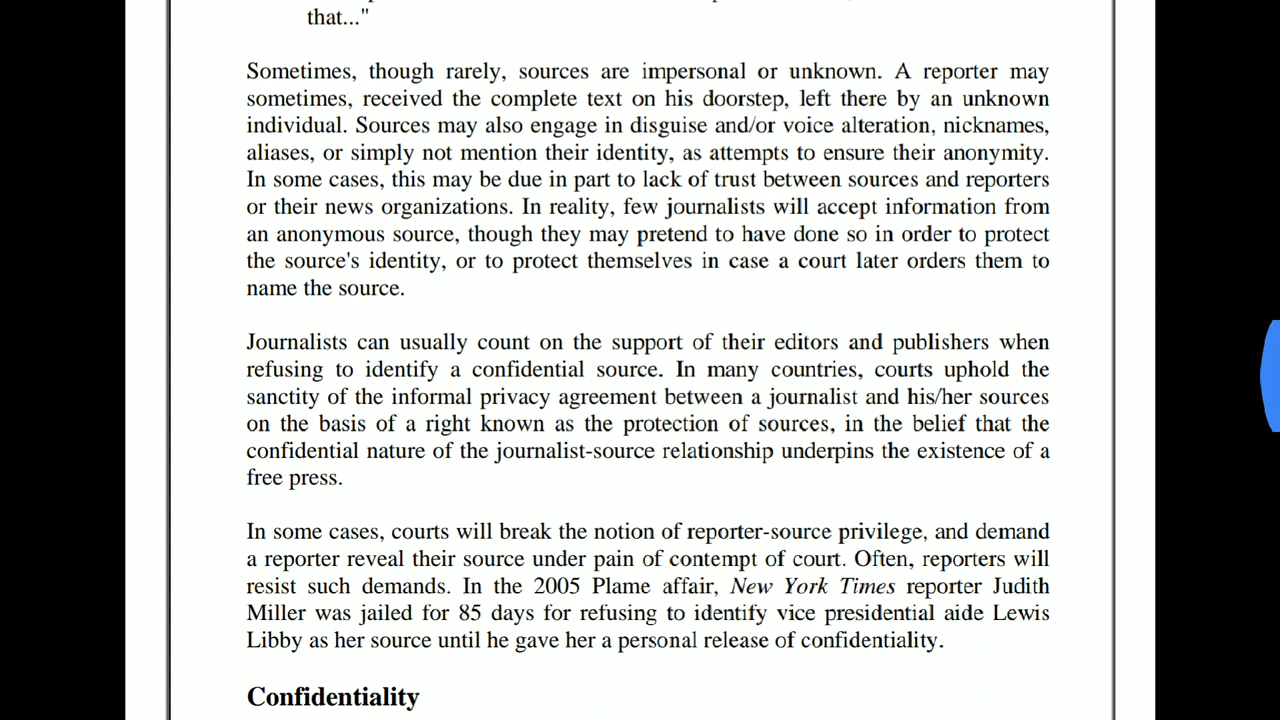 that..."
Sometimes, though rarely, sources are impersonal or unknown. A reporter may
sometimes, received the complete text on his doorstep, left there by an unknown
individual. Sources may also engage in disguise and/or voice alteration, nicknames,
aliases, or simply not mention their identity, as attempts to ensure their anonymity.
In some cases, this may be due in part to lack of trust between sources and reporters
or their news organizations. In reality, few journalists will accept information from
an anonymous source, though they may pretend to have done so in order to protect
the source's identity, or to protect themselves in case a court later orders them to
name the source.
Journalists can usually count on the support of their editors and publishers when
refusing to identify a confidential source. In many countries, courts uphold the
sanctity of the informal privacy agreement between a journalist and his/her sources
on the basis of a right known as the protection of sources, in the belief that the
confidential nature of the journalist-source relationship underpins the existence of a
free press.
In some cases, courts will break the notion of reporter-source privilege, and demand
a reporter reveal their source under pain of contempt of court. Often, reporters will
resist such demands. In the 2005 Plame affair, New York Times reporter Judith
Miller was jailed for 85 days for refusing to identify vice presidential aide Lewis
Libby as her source until he gave her a personal release of confidentiality.
Confidentiality